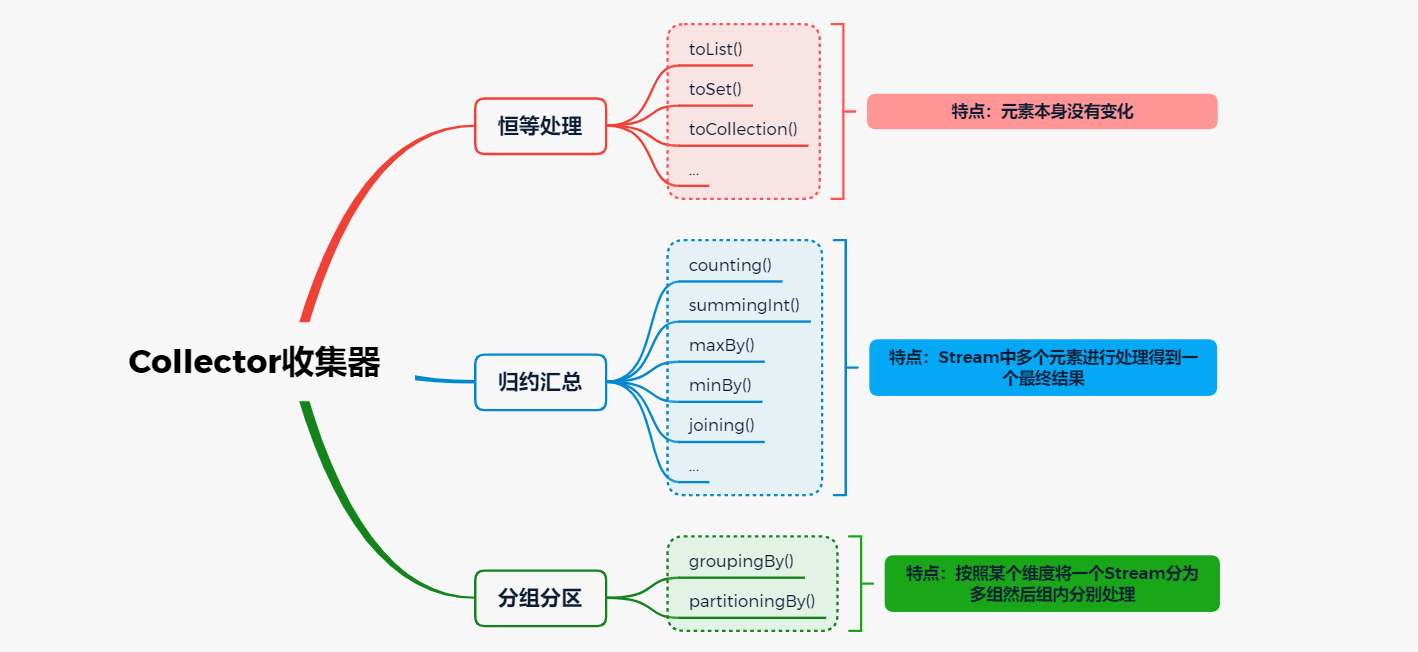 Collector收集器
恒等处理
toList()
toSet()
toCollection()
...
特点：元素本身没有变化
归约汇总
counting()
summingInt()
maxBy()
minBy()
joining()
...
特点：Stream中多个元素进行处理得到一
个最终结果
分组分区
groupingBy()
partitioningBy()
特点：按照某个维度将一个Stream分为
多组然后组内分别处理